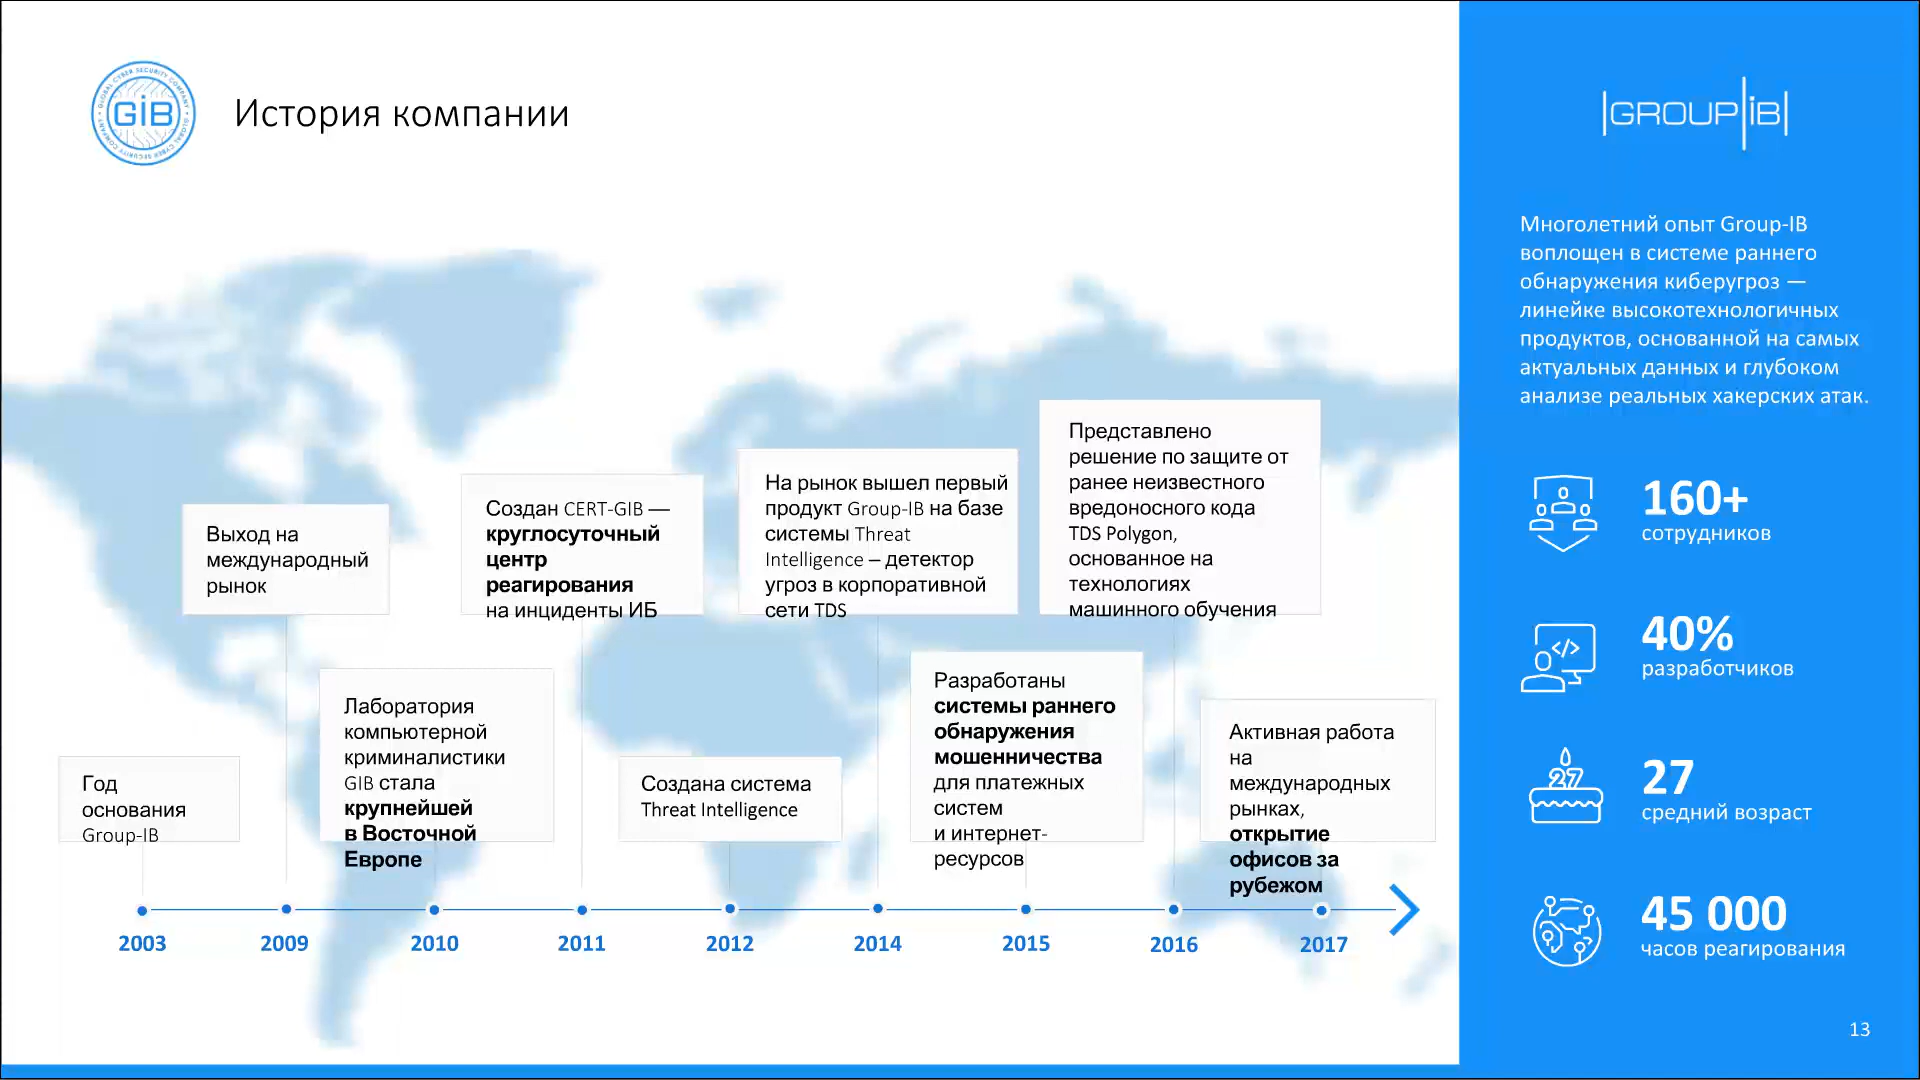 GIB
История компании
GROUP|iB
Многолетний опыт Group-IB
воплощен в системе раннего
обнаружения киберугроз —
линейке высокотехнологичных
продуктов, основанной на самых
актуальных данных и глубоком
анализе реальных хакерских атак.
160+
сотрудников
40%
разработчиков
27
27
средний возраст
45 000
часов реагирования
Выход на
международный
рынок
Создан CERT-GIB —
круглосуточный
центр
реагирования
на инциденты ИБ
На рынок вышел первый
продукт Group-IB на базе
системы Threat
Intelligence – детектор
угроз в корпоративной
сети TDS
Представлено
решение по защите от
ранее неизвестного
вредоносного кода
TDS Polygon,
основанное на
технологиях
машинного обучения
Год
основания
Group-IB
Лаборатория
компьютерной
криминалистики
GIB стала
крупнейшей
в Восточной
Европе
Создана система
Threat Intelligence
Разработаны
системы раннего
обнаружения
мошенничества
для платежных
систем
и интернет-
ресурсов
Активная работа
на
международных
рынках,
открытие
офисов за
рубежом
2003
2009
2010
2011
2012
2014
2015
2016
2017
13